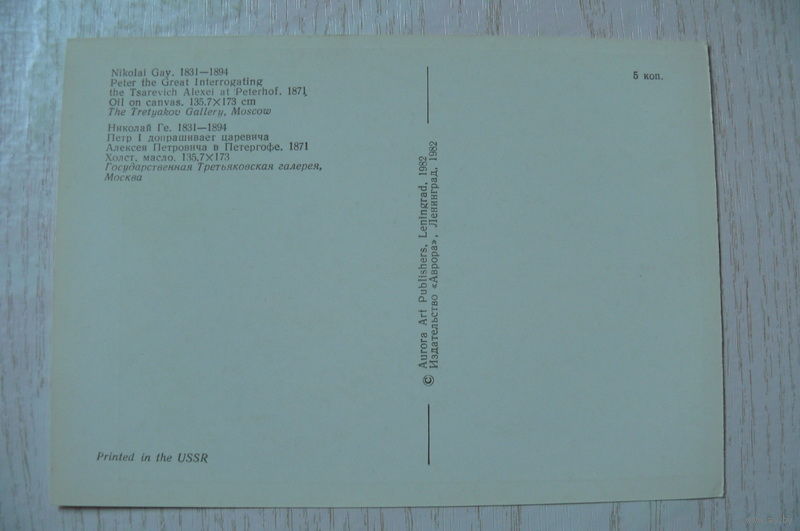 Nikolai Gay. 1831—1894
Peter the Great Interrogating
the Tsarevich Alexei at Peterhof. 1871
Oil on canvas. 135.7×173 cm
The Tretyakov Gallery, Moscow
Николай Ге. 1831—1894
Петр I допрашивает царевича
Алексея Петровича в Петергофе. 1871
Холст, масло. 135,7×173
Государственная Третьяковская галерея,
Москва
Printed in the USSR
© Aurora Art Publishers, Leningrad, 1982
Издательство «Аврора», Ленинград, 1982
5 коп.